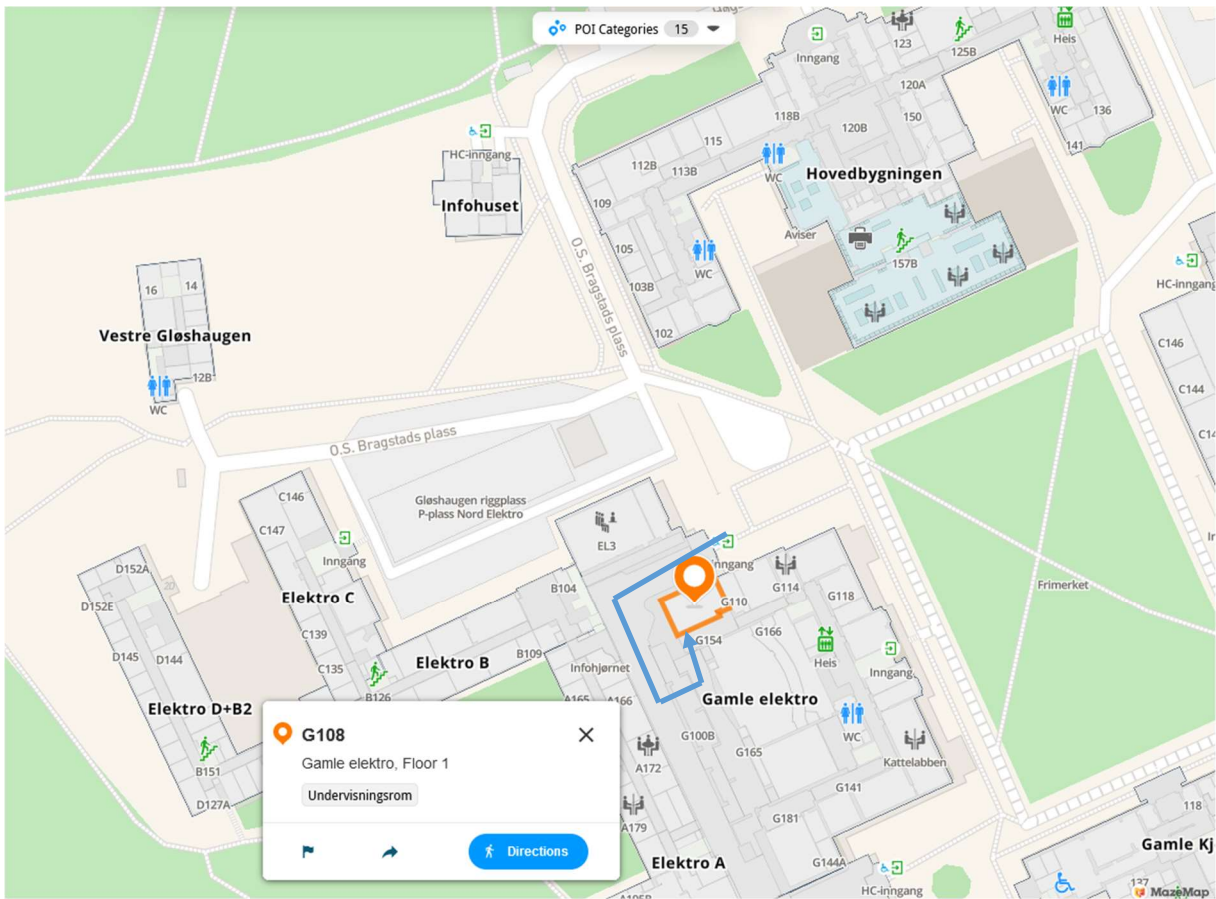 POI Categories 15
123
125B
Heis
Inngang
120A
WC
136
118B
120B
150
141
115
HC-inngang
112B
113B
WC
Hovedbygningen
Infohuset
109
Aviser
105
WC
157B
HC-inngang
O.S. Bragstads plass
103B
16
14
102
Vestre Gløshaugen
C146
12B
WC
C144
O.S. Bragstads plass
C146
Gløshaugen riggplass
P-plass Nord Elektro
C147
EL3
Inngang
D152A
B104
G114
G118
Frimerket
Elektro C
G110
D152E
C139
G154
G166
D145
D144
C135
Elektro B
B109
Infohjørnet
Heis
Inngang
B126
A165
A166
Gamle elektro
Elektro D+B2
G108
Gamle elektro, Floor 1
Undervisningsrom
Directions
G100B
WC
G165
Kattelabben
B151
A172
G141
D127A
118
A179
G181
Gamle Kj
Elektro A
G144A
HC-inngang
137
MazeMap